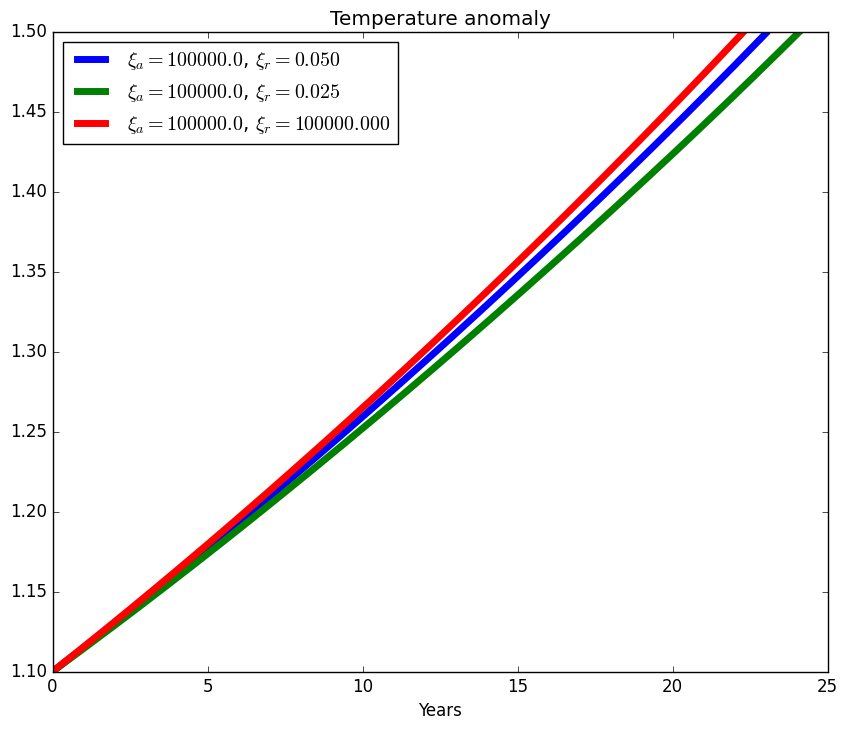 Temperature anomaly
1.50
1.45
1.40
1.35
1.30
1.25
1.20
1.15
1.10
ξₐ = 100000.0, ξᵣ = 0.050
ξₐ = 100000.0, ξᵣ = 0.025
ξₐ = 100000.0, ξᵣ = 100000.000
0 5 10 15 20 25
Years